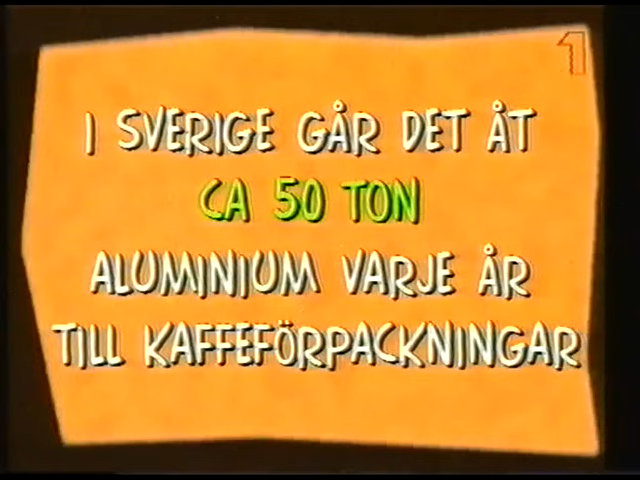 1
I SVERIGE GÅR DET ÅT
CA 50 TON
ALUMINIUM VARJE ÅR
TILL KAFFEFÖRPACKNINGAR